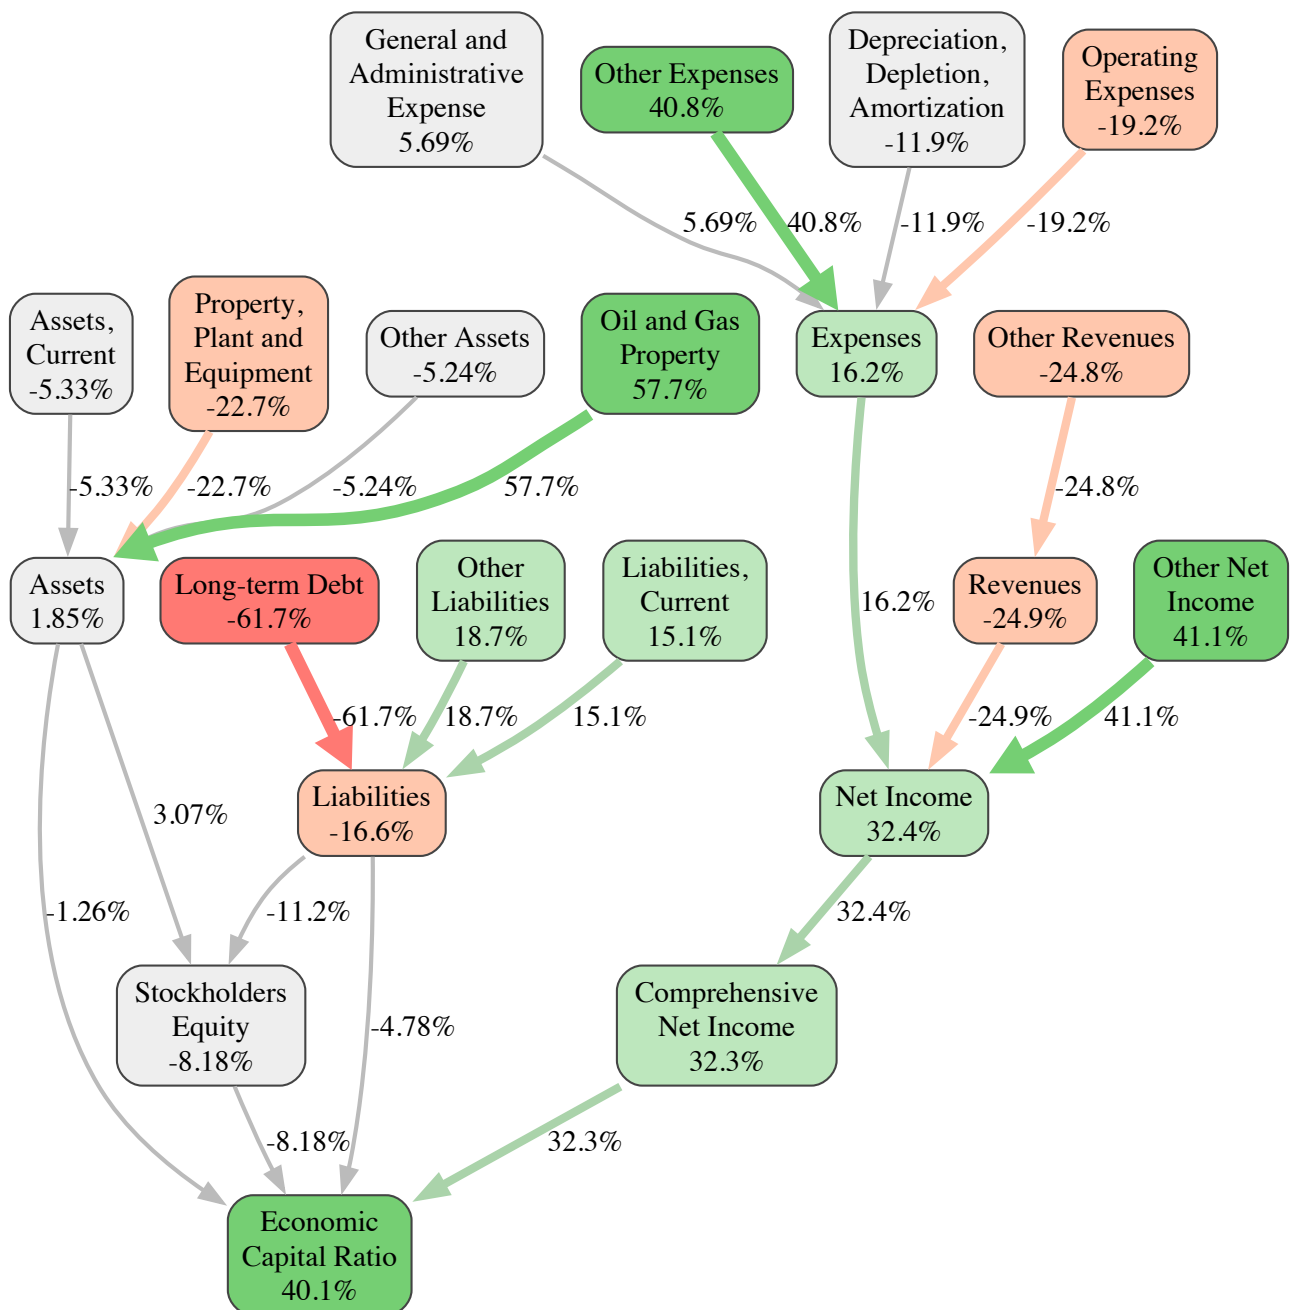 General and
Administrative
Expense
5.69%
Other Expenses
40.8%
Depreciation,
Depletion,
Amortization
-11.9%
Operating
Expenses
-19.2%
5.69%
40.8%
-11.9%
-19.2%
Assets,
Current
-5.33%
Property,
Plant and
Equipment
-22.7%
Other Assets
-5.24%
Oil and Gas
Property
57.7%
Expenses
16.2%
Other Revenues
-24.8%
-5.33%
-22.7%
-5.24%
57.7%
-24.8%
Assets
1.85%
Long-term Debt
-61.7%
Other
Liabilities
18.7%
Liabilities,
Current
15.1%
16.2%
Revenues
-24.9%
Other Net
Income
41.1%
-61.7%
18.7%
15.1%
-24.9%
41.1%
3.07%
Liabilities
-16.6%
Net Income
32.4%
-1.26%
-11.2%
32.4%
Stockholders
Equity
-8.18%
-4.78%
Comprehensive
Net Income
32.3%
-8.18%
32.3%
Economic
Capital Ratio
40.1%